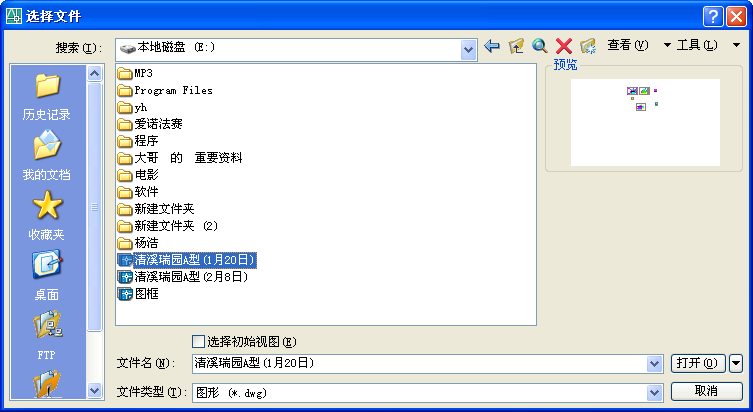 选择文件
搜索(I):
本地磁盘 (E:)
查看(V)
工具(L)
历史记录
我的文档
收藏夹
桌面
FTP
MP3
Program Files
yh
爱诺法赛
程序
大哥 的 重要资料
电影
软件
新建文件夹
新建文件夹 (2)
杨浩
清溪瑞园A型(1月20日)
清溪瑞园A型(2月8日)
图框
预览
选择初始视图(E)
文件名(N):
清溪瑞园A型(1月20日)
打开(O)
文件类型(T):
图形 (*.dwg)
取消